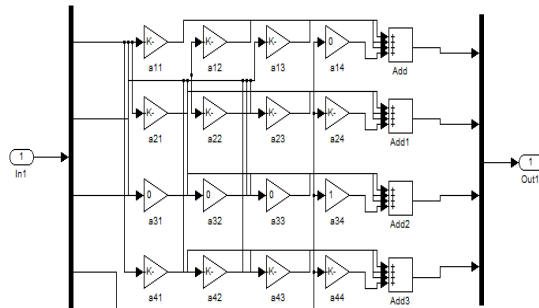 K- K- K- 0
a11 a12 a13 a14 Add
K- K- K- K-
a21 a22 a23 a24 Add1
1 1
In1 Out1
0 0 0 1
a31 a32 a33 a34 Add2
K- K- K- K-
a41 a42 a43 a44 Add3